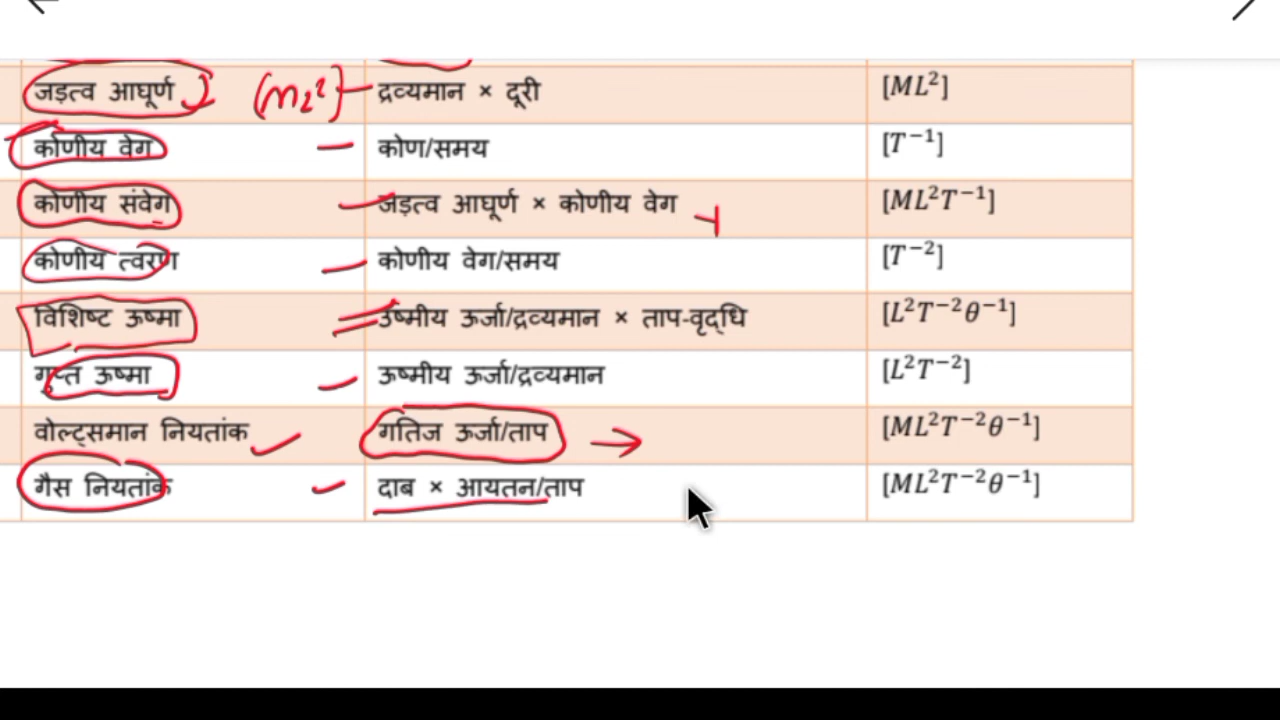 जड़त्व आघूर्ण (ML²) द्रव्यमान × दूरी [ML²]
कोणीय वेग कोण/समय [T⁻¹]
कोणीय संवेग जड़त्व आघूर्ण × कोणीय वेग [ML²T⁻¹]
कोणीय त्वरण कोणीय वेग/समय [T⁻²]
विशिष्ट ऊष्मा उष्मीय ऊर्जा/द्रव्यमान × ताप-वृद्धि [L²T⁻²θ⁻¹]
गुप्त ऊष्मा ऊष्मीय ऊर्जा/द्रव्यमान [L²T⁻²]
वोल्ट्समान नियतांक गतिज ऊर्जा/ताप [ML²T⁻²θ⁻¹]
गैस नियतांक दाब × आयतन/ताप [ML²T⁻²θ⁻¹]